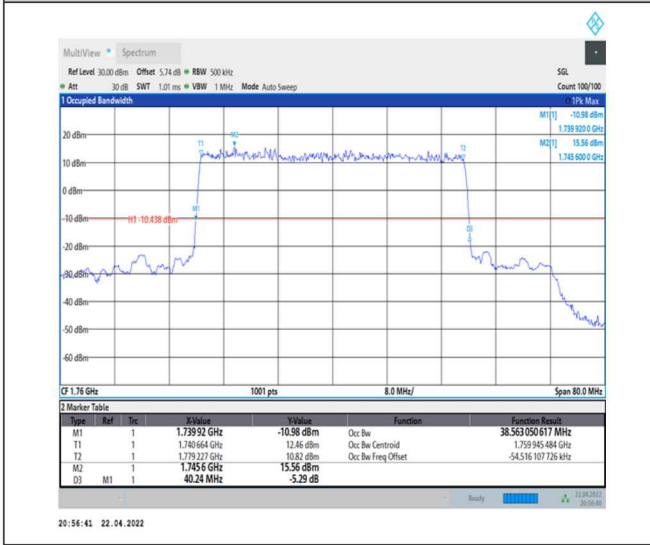 MultiView Spectrum
Ref Level 30.00 dBm Offset 5.74 dB RBW 500 kHz SGL
Att 30 dB SWT 1.01 ms VBW 1 MHz Mode Auto Sweep Count 100/100
1 Occupied Bandwidth 1Pk Max
M1[1] -10.98 dBm
1.739 920 0 GHz
M2[1] 15.56 dBm
1.745 600 0 GHz
20 dBm
T1 M2 T2
10 dBm
0 dBm
M1
-10 dBm H1 -10.438 dBm
D3
-20 dBm
-30 dBm
-40 dBm
-50 dBm
-60 dBm
CF 1.76 GHz 1001 pts 8.0 MHz/ Span 80.0 MHz
2 Marker Table
Type Ref Trc X-Value Y-Value Function Function Result
M1 1 1.739 92 GHz -10.98 dBm Occ Bw 38.563 050 617 MHz
T1 1 1.740 664 GHz 12.46 dBm Occ Bw Centroid 1.759 945 484 GHz
T2 1 1.779 227 GHz 10.82 dBm Occ Bw Freq Offset -54.516 107 726 kHz
M2 1 1.745 6 GHz 15.56 dBm
D3 M1 1 40.24 MHz -5.29 dB
Ready 22.04.2022
20:56:40
20:56:41 22.04.2022